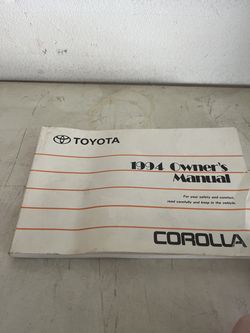 TOYOTA
1994 Owner's
Manual
For your safety and comfort,
read carefully and keep in the vehicle.
COROLLA